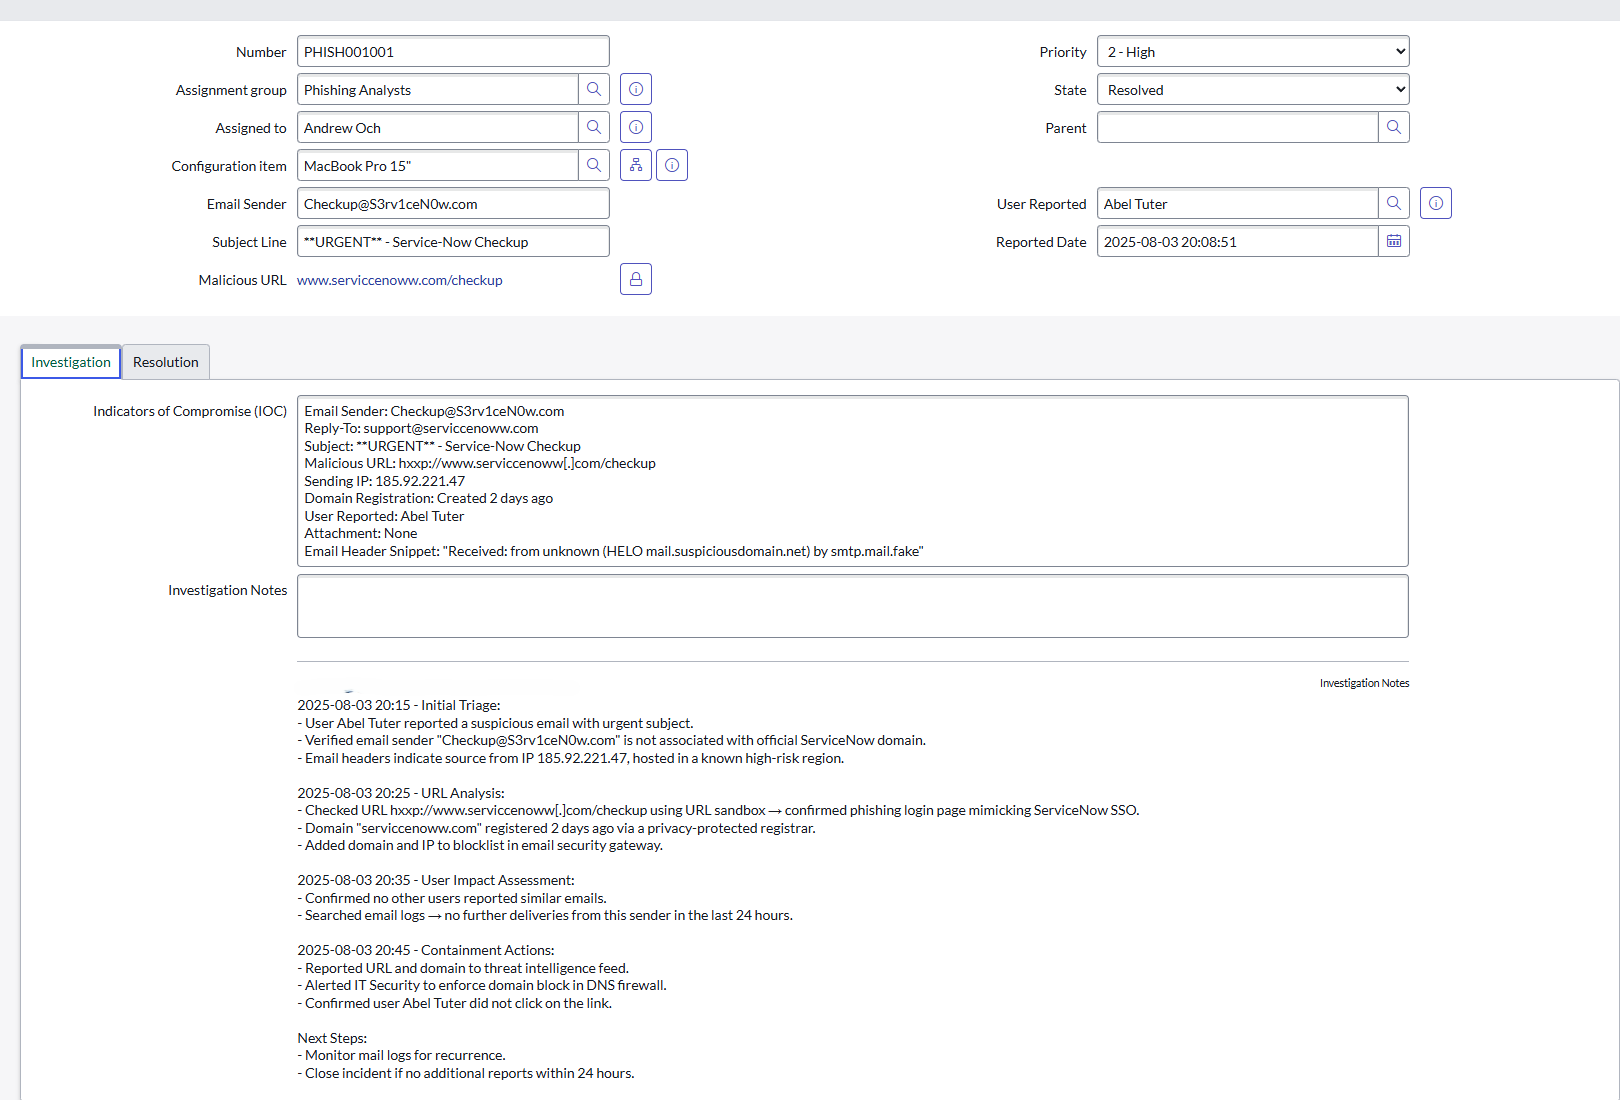 Number PHISH001001
Priority 2 - High
Assignment group Phishing Analysts
State Resolved
Assigned to Andrew Och
Parent
Configuration item MacBook Pro 15"
Email Sender Checkup@S3rv1ceN0w.com
User Reported Abel Tuter
Subject Line **URGENT** - Service-Now Checkup
Reported Date 2025-08-03 20:08:51
Malicious URL www.serviccenoww.com/checkup
Investigation Resolution
Indicators of Compromise (IOC)
Email Sender: Checkup@S3rv1ceN0w.com
Reply-To: support@serviccenoww.com
Subject: **URGENT** - Service-Now Checkup
Malicious URL: hxxp://www.serviccenoww[.]com/checkup
Sending IP: 185.92.221.47
Domain Registration: Created 2 days ago
User Reported: Abel Tuter
Attachment: None
Email Header Snippet: "Received: from unknown (HELO mail.suspiciousdomain.net) by smtp.mail.fake"
Investigation Notes
Investigation Notes
2025-08-03 20:15 - Initial Triage:
- User Abel Tuter reported a suspicious email with urgent subject.
- Verified email sender "Checkup@S3rv1ceN0w.com" is not associated with official ServiceNow domain.
- Email headers indicate source from IP 185.92.221.47, hosted in a known high-risk region.
2025-08-03 20:25 - URL Analysis:
- Checked URL hxxp://www.serviccenoww[.]com/checkup using URL sandbox → confirmed phishing login page mimicking ServiceNow SSO.
- Domain "serviccenoww.com" registered 2 days ago via a privacy-protected registrar.
- Added domain and IP to blocklist in email security gateway.
2025-08-03 20:35 - User Impact Assessment:
- Confirmed no other users reported similar emails.
- Searched email logs → no further deliveries from this sender in the last 24 hours.
2025-08-03 20:45 - Containment Actions:
- Reported URL and domain to threat intelligence feed.
- Alerted IT Security to enforce domain block in DNS firewall.
- Confirmed user Abel Tuter did not click on the link.
Next Steps:
- Monitor mail logs for recurrence.
- Close incident if no additional reports within 24 hours.